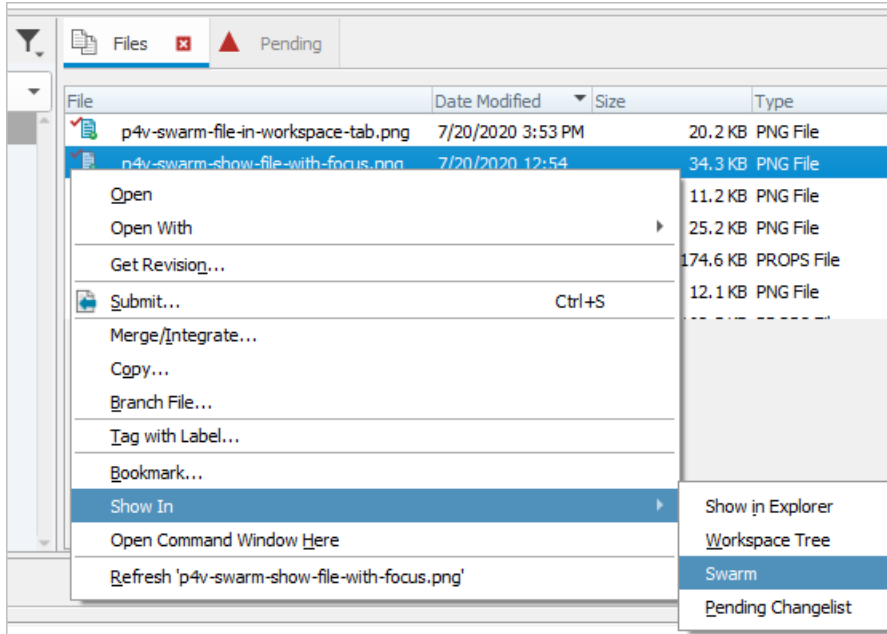 Files
Pending
File Date Modified Size Type
p4v-swarm-file-in-workspace-tab.png 7/20/2020 3:53 PM 20.2 KB PNG File
p4v-swarm-show-file-with-focus.png 7/20/2020 12:54 34.3 KB PNG File
Open 11.2 KB PNG File
Open With 25.2 KB PNG File
Get Revision... 174.6 KB PROPS File
Submit... Ctrl+S 12.1 KB PNG File
Merge/Integrate...
Copy...
Branch File...
Tag with Label...
Bookmark...
Show In Show in Explorer
Open Command Window Here Workspace Tree
Refresh 'p4v-swarm-show-file-with-focus.png' Swarm
Pending Changelist